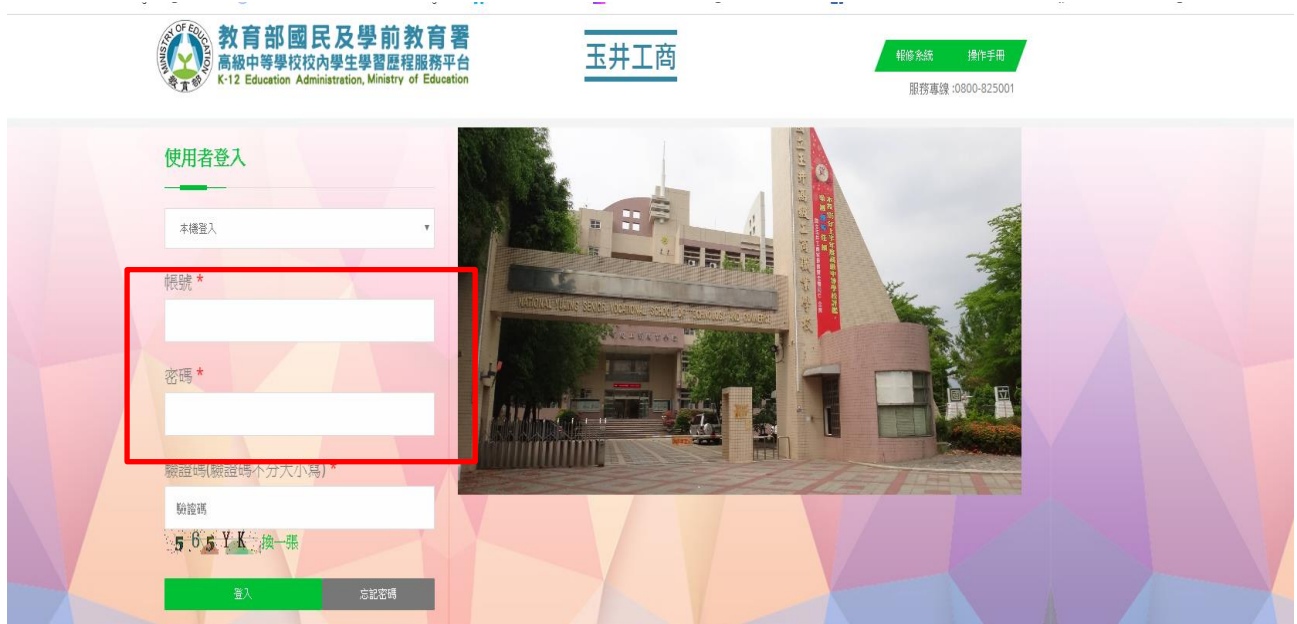 教育部國民及學前教育署
高級中等學校校內學生學習歷程服務平台
K-12 Education Administration, Ministry of Education
MINISTRY OF EDUCATION
教育部
玉井工商
報修系統 操作手冊
服務專線 :0800-825001
使用者登入
本機登入
帳號 *
密碼 *
驗證碼(驗證碼不分大小寫) *
驗證碼
565YK 換一張
登入 忘記密碼
NATIONAL YUJING SENIOR VOCATIONAL SCHOOL OF TECHNOLOGY AND COMMERCE
國立